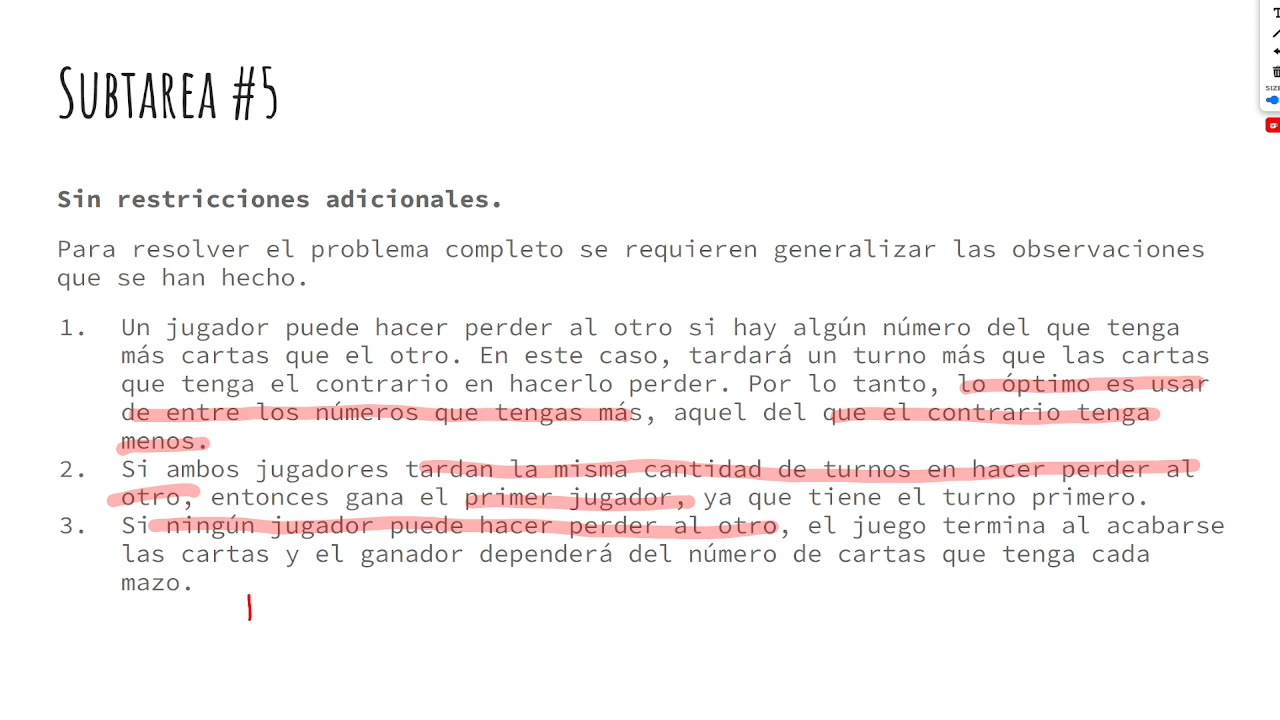 SUBTAREA #5
Sin restricciones adicionales.
Para resolver el problema completo se requieren generalizar las observaciones
que se han hecho.
1. Un jugador puede hacer perder al otro si hay algún número del que tenga
más cartas que el otro. En este caso, tardará un turno más que las cartas
que tenga el contrario en hacerlo perder. Por lo tanto, lo óptimo es usar
de entre los números que tengas más, aquel del que el contrario tenga
menos.
2. Si ambos jugadores tardan la misma cantidad de turnos en hacer perder al
otro, entonces gana el primer jugador, ya que tiene el turno primero.
3. Si ningún jugador puede hacer perder al otro, el juego termina al acabarse
las cartas y el ganador dependerá del número de cartas que tenga cada
mazo.